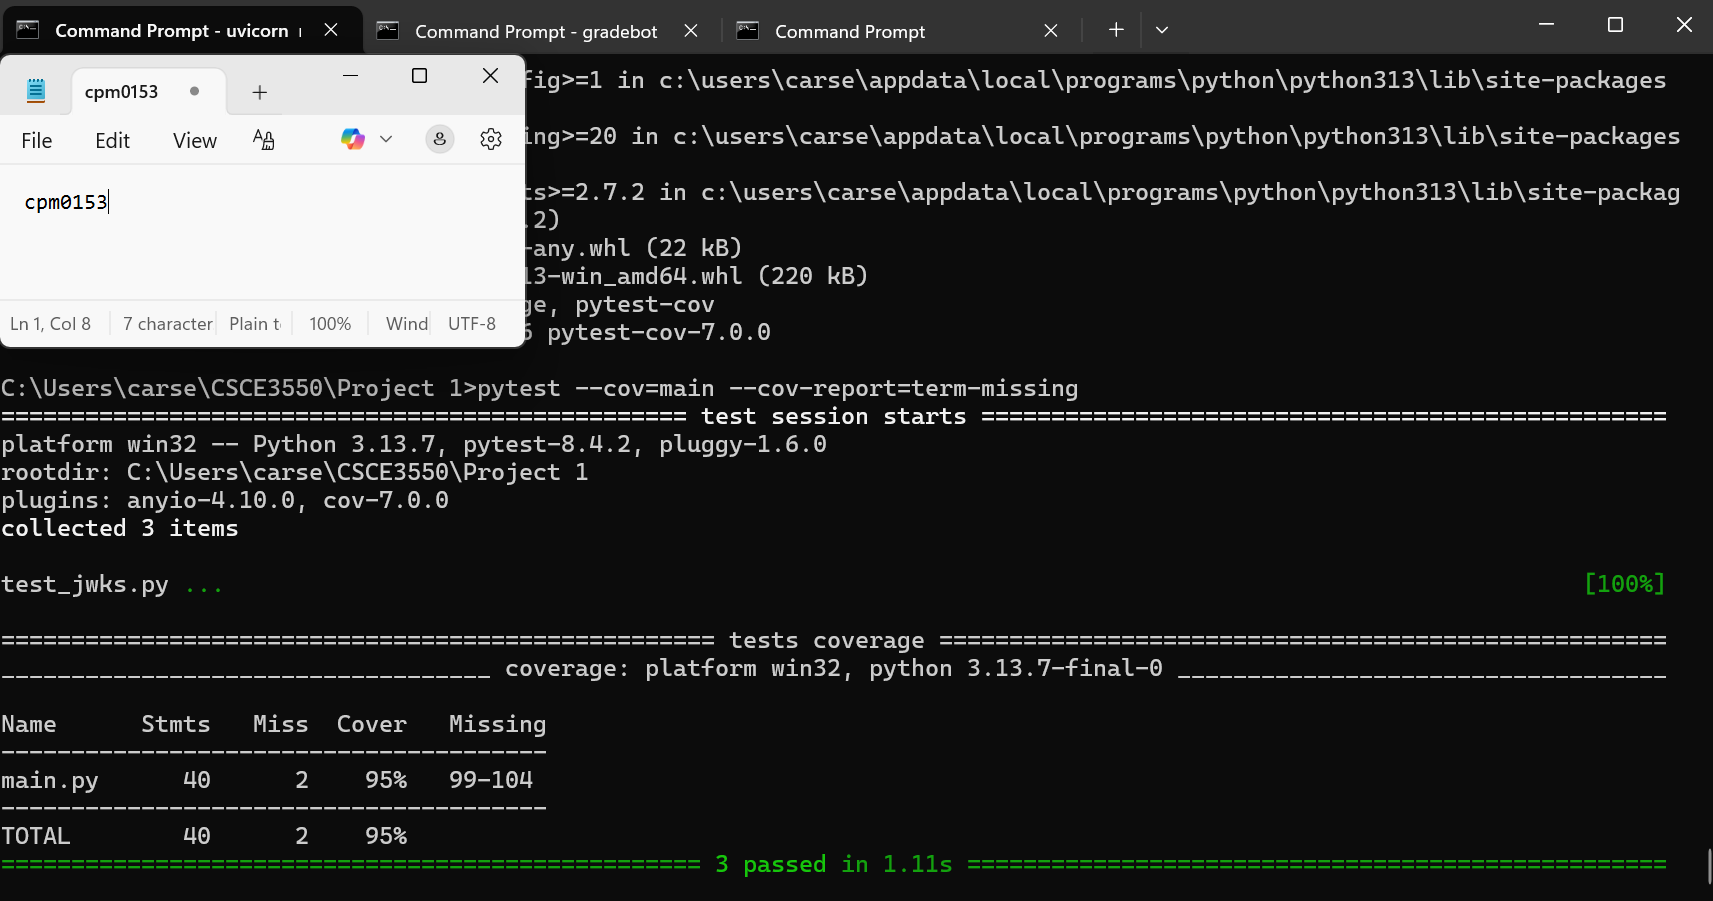 Command Prompt - uvicorn
Command Prompt - gradebot
Command Prompt
cpm0153
File Edit View
cpm0153
Ln 1, Col 8 7 character Plain t 100% Wind UTF-8
fig>=1 in c:\users\carse\appdata\local\programs\python\python313\lib\site-packages
ing>=20 in c:\users\carse\appdata\local\programs\python\python313\lib\site-packages
ts>=2.7.2 in c:\users\carse\appdata\local\programs\python\python313\lib\site-packag
.2)
-any.whl (22 kB)
13-win_amd64.whl (220 kB)
ge, pytest-cov
6 pytest-cov-7.0.0
C:\Users\carse\CSCE3550\Project 1>pytest --cov=main --cov-report=term-missing
================================================= test session starts =================================================
platform win32 -- Python 3.13.7, pytest-8.4.2, pluggy-1.6.0
rootdir: C:\Users\carse\CSCE3550\Project 1
plugins: anyio-4.10.0, cov-7.0.0
collected 3 items
test_jwks.py ... [100%]
=================================================== tests coverage ====================================================
___________________________________ coverage: platform win32, python 3.13.7-final-0 ___________________________________
Name      Stmts   Miss  Cover   Missing
---------------------------------------
main.py      40      2    95%   99-104
---------------------------------------
TOTAL        40      2    95%
================================================== 3 passed in 1.11s ==================================================